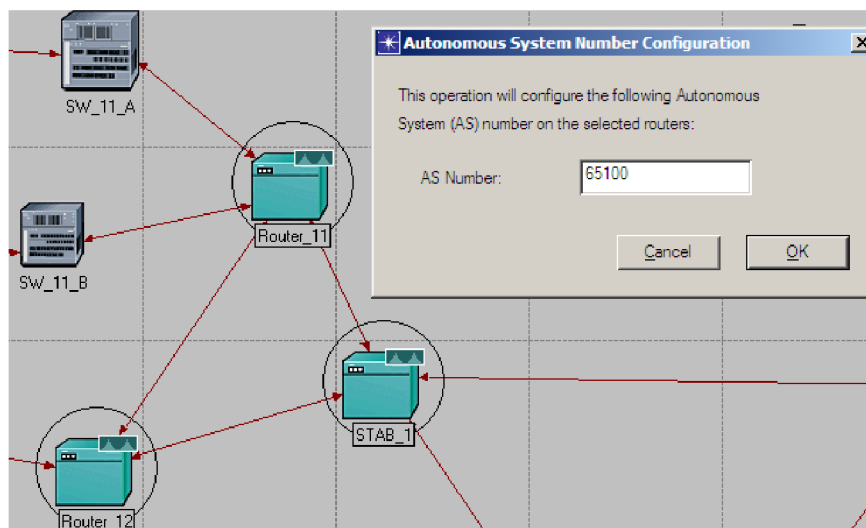 Autonomous System Number Configuration
This operation will configure the following Autonomous
System (AS) number on the selected routers:
AS Number:
65100
Cancel
OK
SW_11_A
Router_11
SW_11_B
STAB_1
Router_12